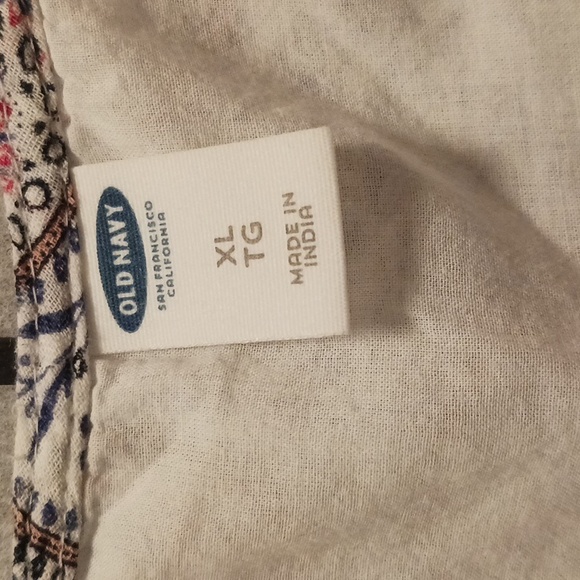 OLD NAVY
SAN FRANCISCO
CALIFORNIA
XL
TG
MADE IN
INDIA